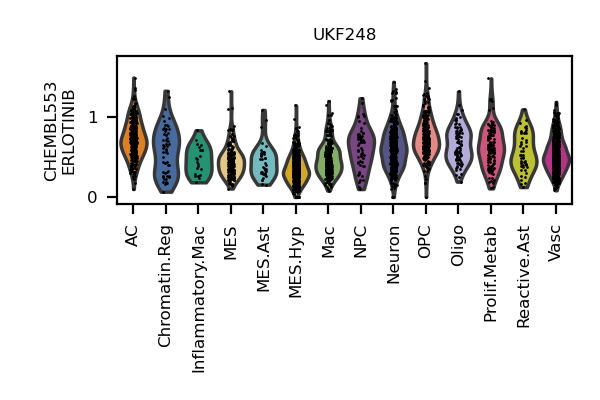 UKF248
CHEMBL553
ERLOTINIB
1
0
AC
Chromatin.Reg
Inflammatory.Mac
MES
MES.Ast
MES.Hyp
Mac
NPC
Neuron
OPC
Oligo
Prolif.Metab
Reactive.Ast
Vasc